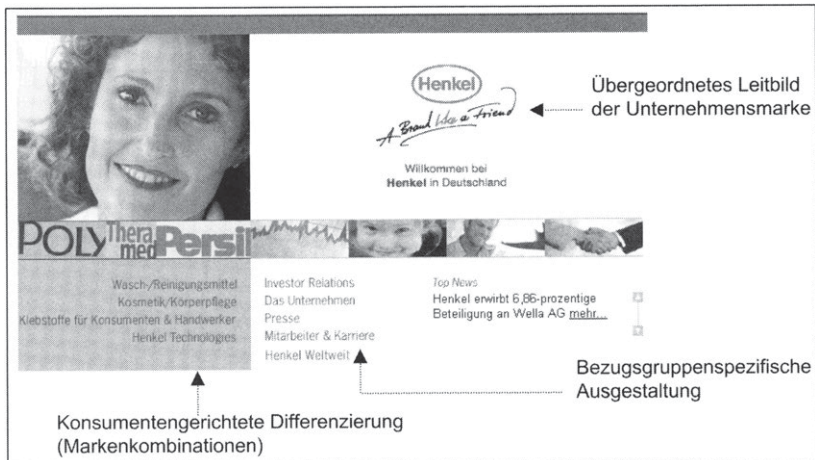 Henkel
A Brand like a Friend
Willkommen bei
Henkel in Deutschland
Übergeordnetes Leitbild
der Unternehmensmarke
POLY
Thera
med
Persil
Wasch-/Reinigungsmittel
Kosmetik/Körperpflege
Klebstoffe für Konsumenten & Handwerker
Henkel Technologies
Investor Relations
Das Unternehmen
Presse
Mitarbeiter & Karriere
Henkel Weltweit
Top News
Henkel erwirbt 6,86-prozentige
Beteiligung an Wella AG mehr...
Bezugsgruppenspezifische
Ausgestaltung
Konsumentengerichtete Differenzierung
(Markenkombinationen)